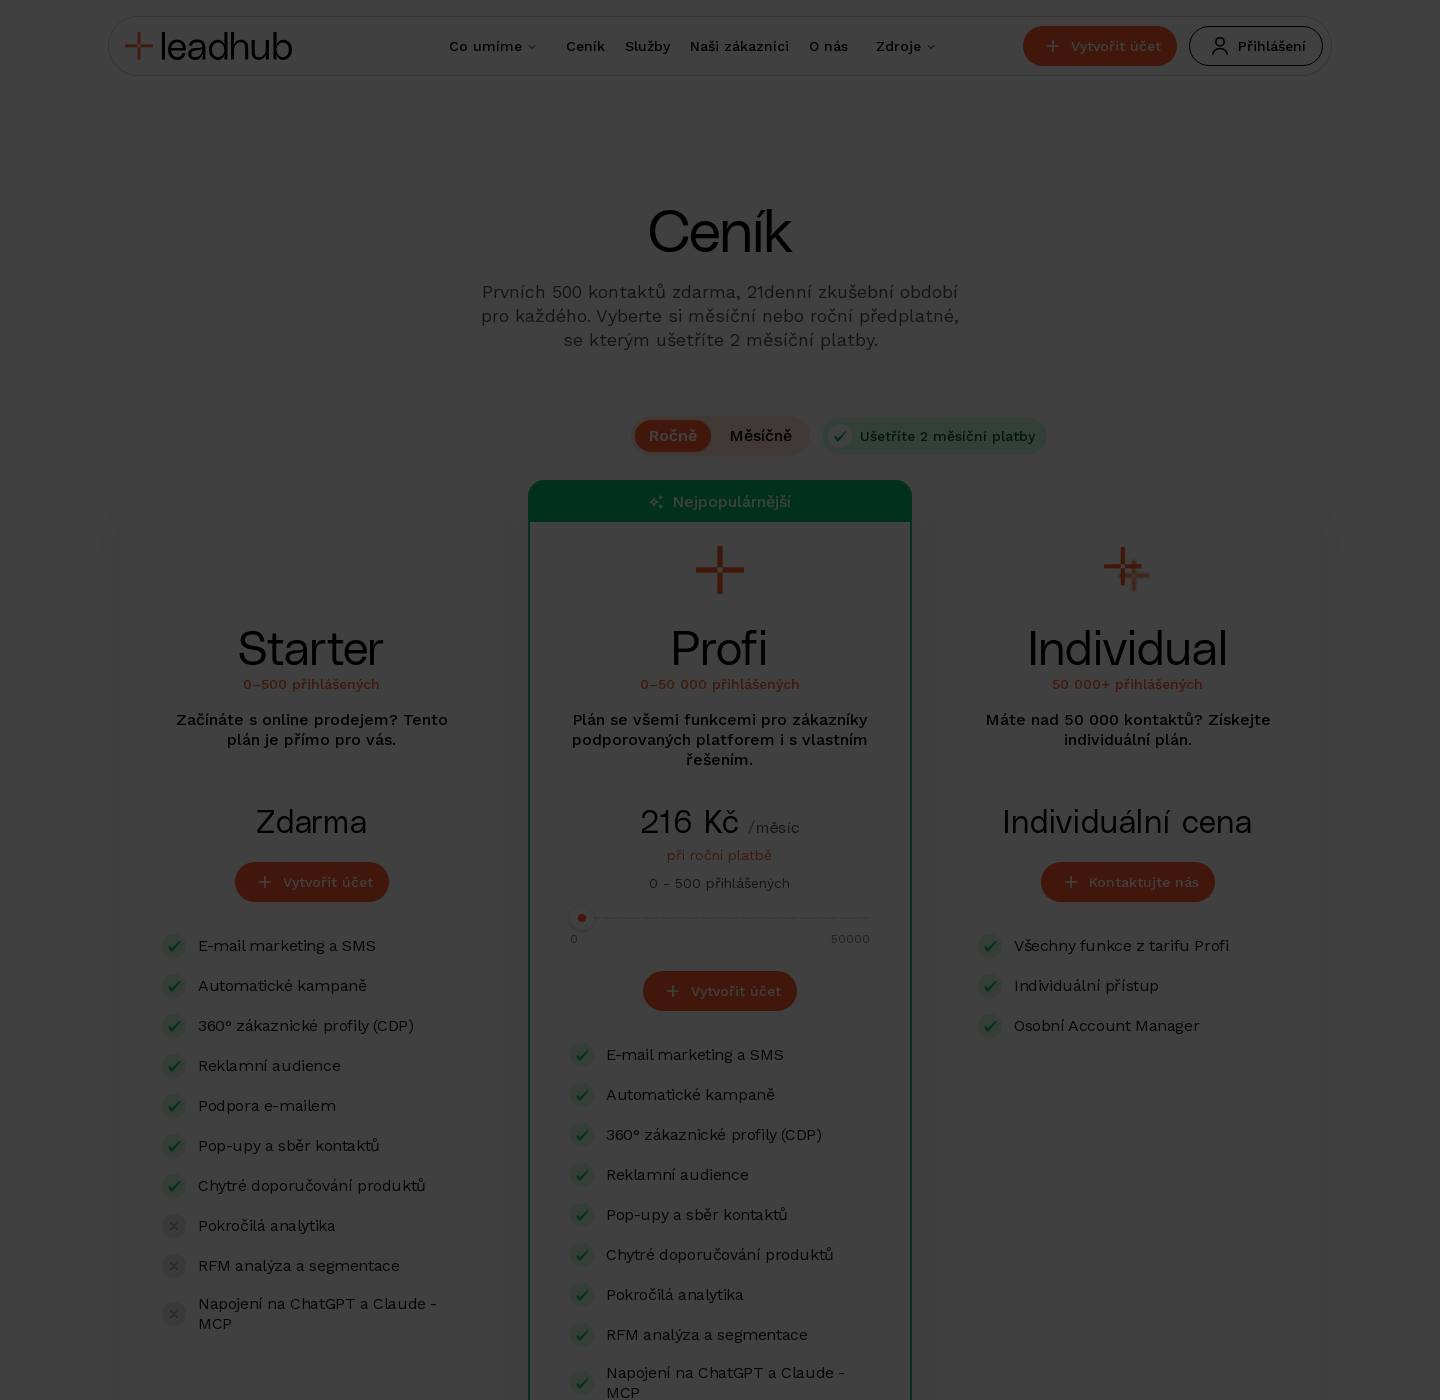 leadhub
Co umíme
Ceník
Služby
Naši zákazníci
O nás
Zdroje
Vytvořit účet
Přihlášení
Ceník
Prvních 500 kontaktů zdarma, 21denní zkušební období
pro každého. Vyberte si měsíční nebo roční předplatné,
se kterým ušetříte 2 měsíční platby.
Ročně
Měsíčně
Ušetříte 2 měsíční platby
Starter
0–500 přihlášených
Začínáte s online prodejem? Tento
plán je přímo pro vás.
Zdarma
Vytvořit účet
E-mail marketing a SMS
Automatické kampaně
360° zákaznické profily (CDP)
Reklamní audience
Podpora e-mailem
Pop-upy a sběr kontaktů
Chytré doporučování produktů
Pokročilá analytika
RFM analýza a segmentace
Napojení na ChatGPT a Claude -
MCP
Nejpopulárnější
Profi
0–50 000 přihlášených
Plán se všemi funkcemi pro zákazníky
podporovaných platforem i s vlastním
řešením.
216 Kč /měsíc
při roční platbě
0 - 500 přihlášených
0
50000
Vytvořit účet
E-mail marketing a SMS
Automatické kampaně
360° zákaznické profily (CDP)
Reklamní audience
Pop-upy a sběr kontaktů
Chytré doporučování produktů
Pokročilá analytika
RFM analýza a segmentace
Napojení na ChatGPT a Claude -
MCP
Individual
50 000+ přihlášených
Máte nad 50 000 kontaktů? Získejte
individuální plán.
Individuální cena
Kontaktujte nás
Všechny funkce z tarifu Profi
Individuální přístup
Osobní Account Manager